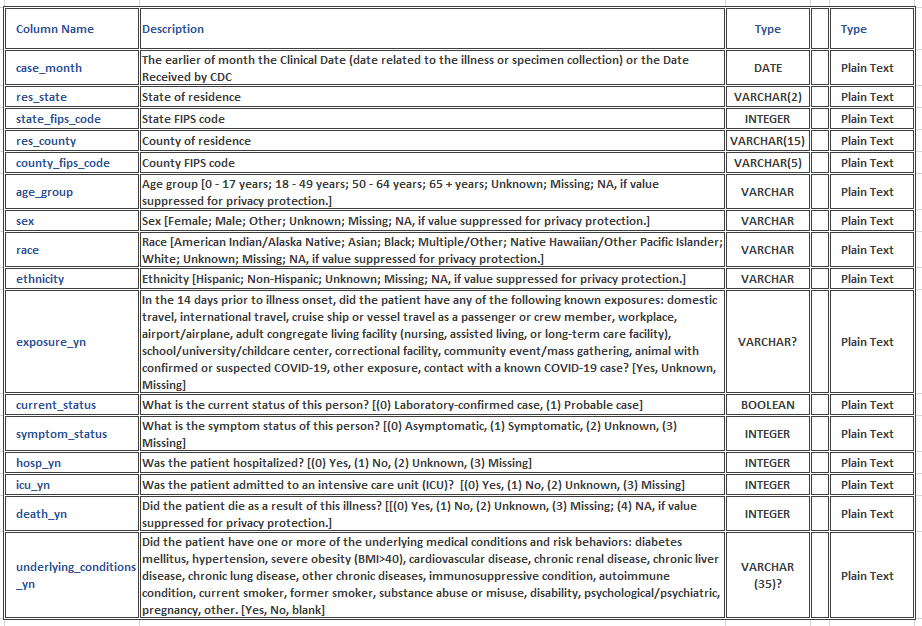 Column Name Description Type Type
case_month The earlier of month the Clinical Date (date related to the illness or specimen collection) or the Date DATE Plain Text
Received by CDC
res_state State of residence VARCHAR(2) Plain Text
state_fips_code State FIPS code INTEGER Plain Text
res_county County of residence VARCHAR(15) Plain Text
county_fips_code County FIPS code VARCHAR(5) Plain Text
age_group Age group [0 - 17 years; 18 - 49 years; 50 - 64 years; 65 + years; Unknown; Missing; NA, if value VARCHAR Plain Text
suppressed for privacy protection.]
sex Sex [Female; Male; Other; Unknown; Missing; NA, if value suppressed for privacy protection.] VARCHAR Plain Text
race Race [American Indian/Alaska Native; Asian; Black; Multiple/Other; Native Hawaiian/Other Pacific Islander; VARCHAR Plain Text
White; Unknown; Missing; NA, if value suppressed for privacy protection.]
ethnicity Ethnicity [Hispanic; Non-Hispanic; Unknown; Missing; NA, if value suppressed for privacy protection.] VARCHAR Plain Text
In the 14 days prior to illness onset, did the patient have any of the following known exposures: domestic
travel, international travel, cruise ship or vessel travel as a passenger or crew member, workplace,
airport/airplane, adult congregate living facility (nursing, assisted living, or long-term care facility),
exposure_yn school/university/childcare center, correctional facility, community event/mass gathering, animal with VARCHAR? Plain Text
confirmed or suspected COVID-19, other exposure, contact with a known COVID-19 case? [Yes, Unknown,
Missing]
current_status What is the current status of this person? [(0) Laboratory-confirmed case, (1) Probable case] BOOLEAN Plain Text
symptom_status What is the symptom status of this person? [(0) Asymptomatic, (1) Symptomatic, (2) Unknown, (3) INTEGER Plain Text
Missing]
hosp_yn Was the patient hospitalized? [(0) Yes, (1) No, (2) Unknown, (3) Missing] INTEGER Plain Text
icu_yn Was the patient admitted to an intensive care unit (ICU)? [(0) Yes, (1) No, (2) Unknown, (3) Missing] INTEGER Plain Text
death_yn Did the patient die as a result of this illness? [[(0) Yes, (1) No, (2) Unknown, (3) Missing; (4) NA, if value INTEGER Plain Text
suppressed for privacy protection.]
Did the patient have one or more of the underlying medical conditions and risk behaviors: diabetes
mellitus, hypertension, severe obesity (BMI>40), cardiovascular disease, chronic renal disease, chronic liver
underlying_conditions disease, chronic lung disease, other chronic diseases, immunosuppressive condition, autoimmune VARCHAR Plain Text
_yn condition, current smoker, former smoker, substance abuse or misuse, disability, psychological/psychiatric, (35)?
pregnancy, other. [Yes, No, blank]